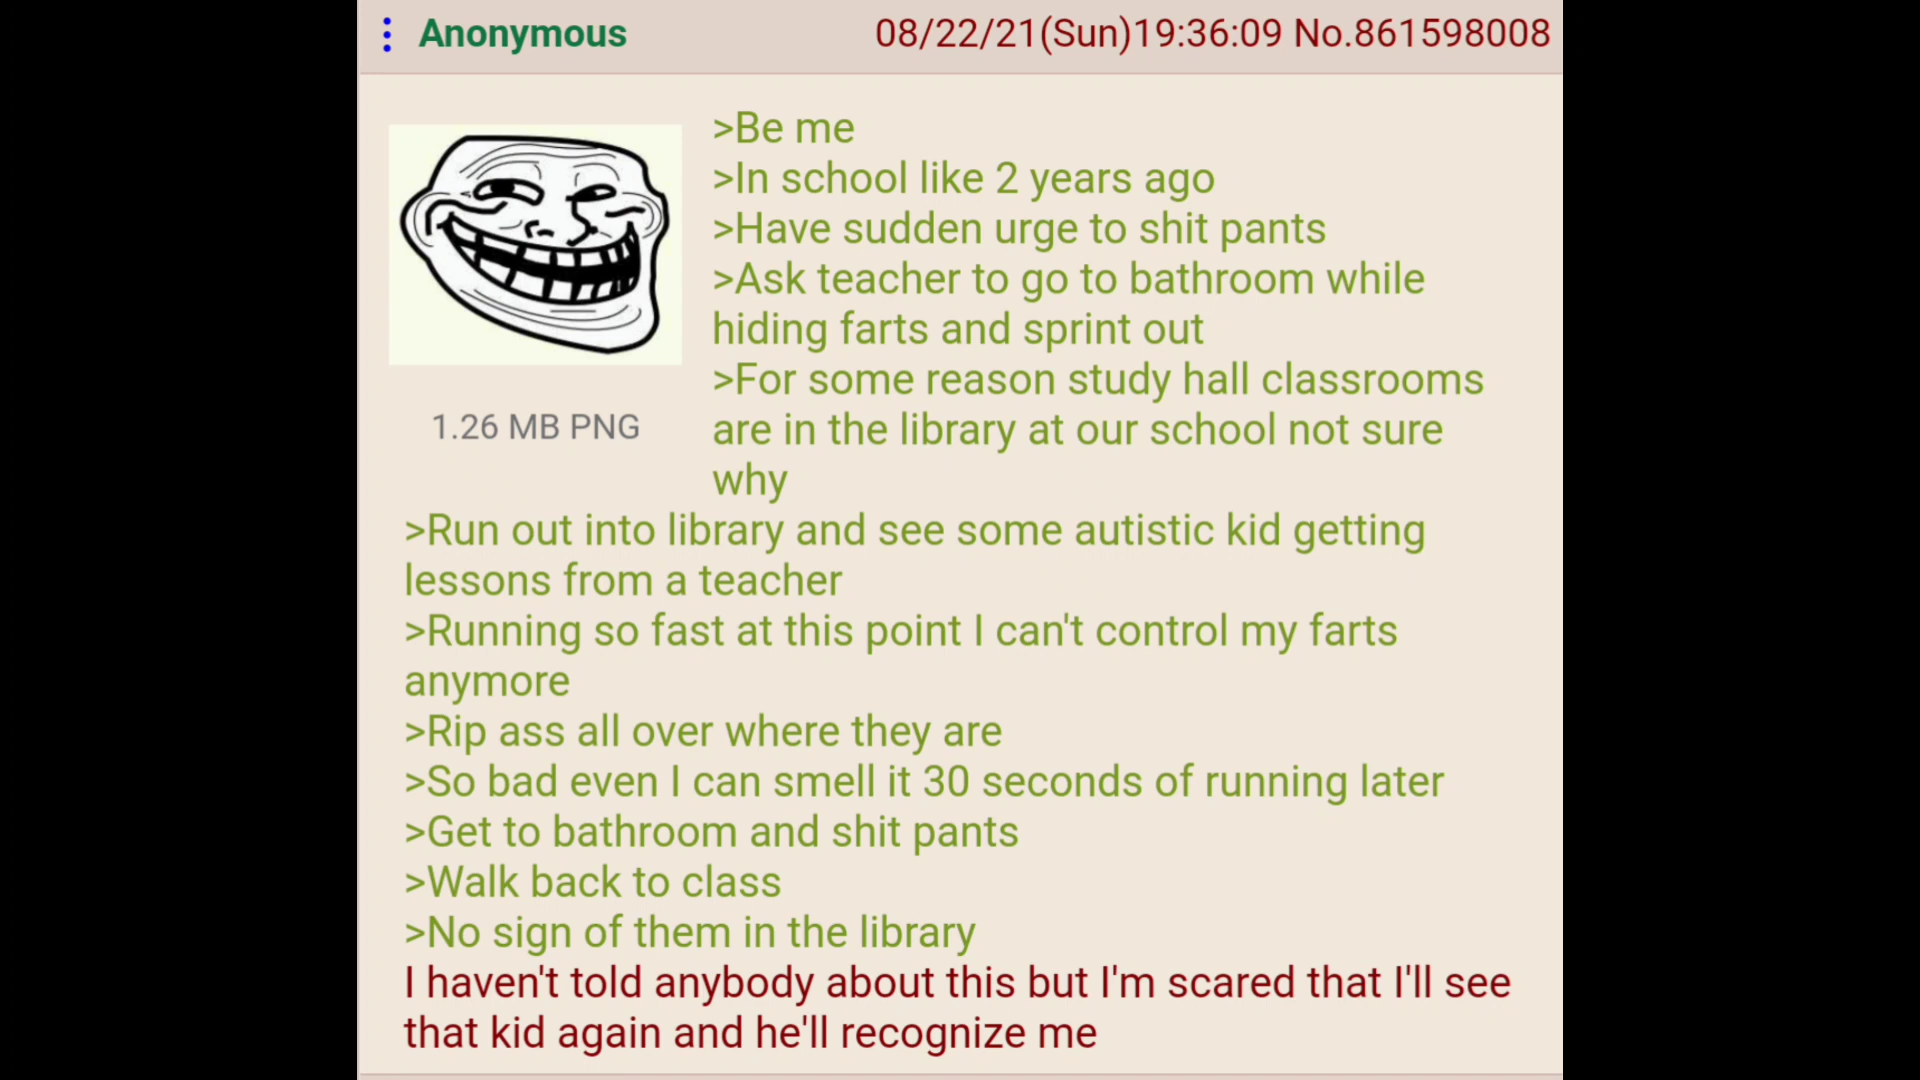 Anonymous 08/22/21(Sun)19:36:09 No.861598008
>Be me
>In school like 2 years ago
>Have sudden urge to shit pants
>Ask teacher to go to bathroom while
hiding farts and sprint out
>For some reason study hall classrooms
are in the library at our school not sure
why
1.26 MB PNG
>Run out into library and see some autistic kid getting
lessons from a teacher
>Running so fast at this point I can't control my farts
anymore
>Rip ass all over where they are
>So bad even I can smell it 30 seconds of running later
>Get to bathroom and shit pants
>Walk back to class
>No sign of them in the library
I haven't told anybody about this but I'm scared that I'll see
that kid again and he'll recognize me